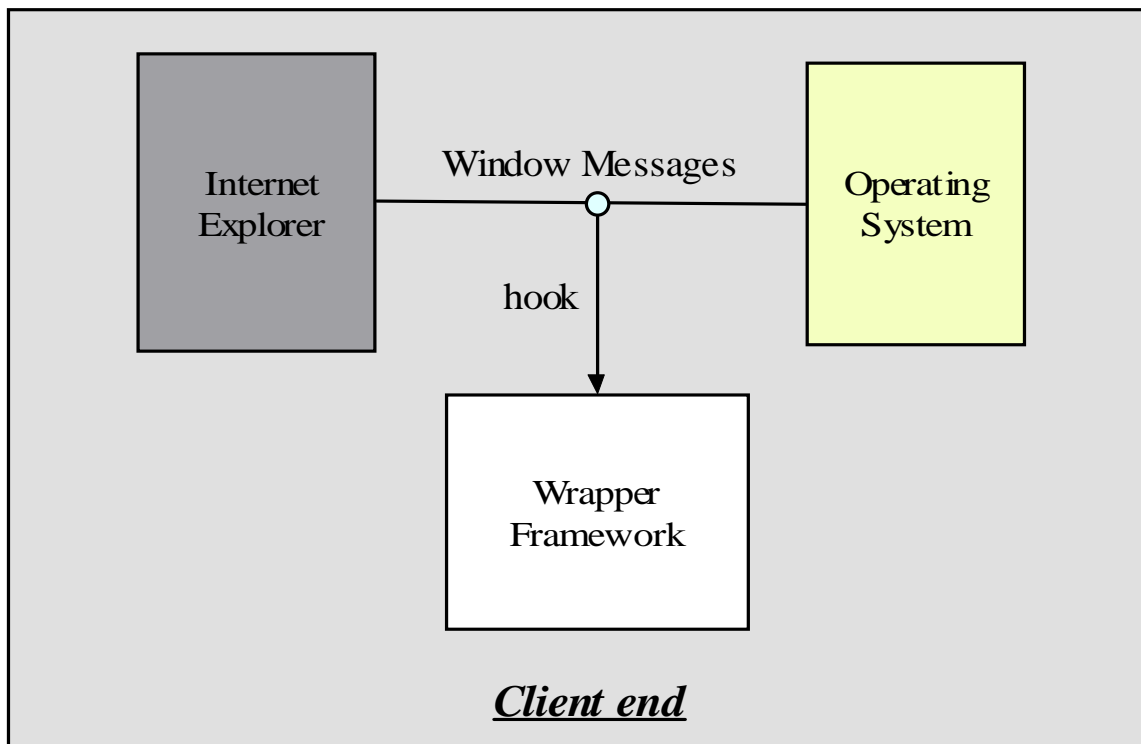 Window Messages
Internet
Explorer
Operating
System
hook
Wrapper
Framework
Client end